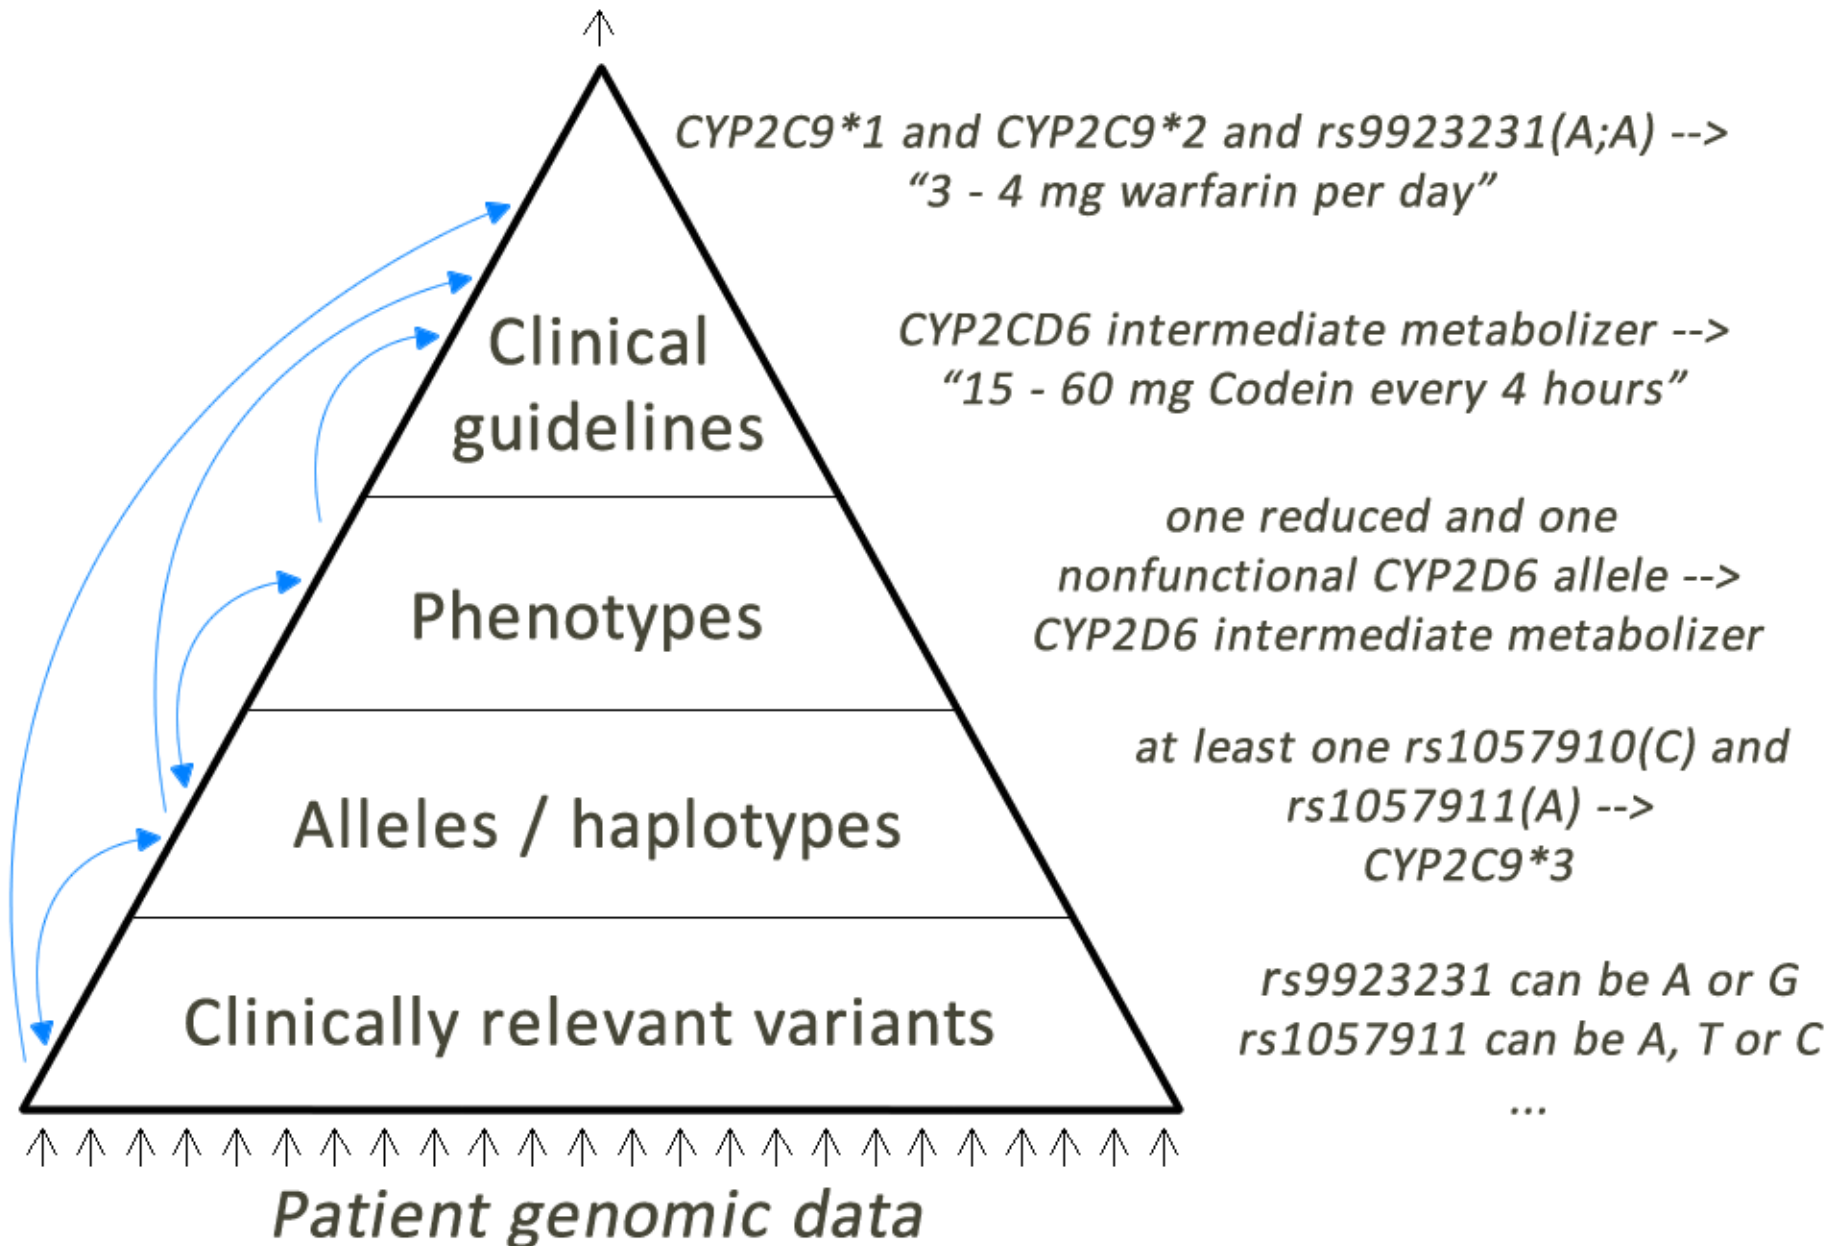 CYP2C9*1 and CYP2C9*2 and rs9923231(A;A) -->
“3 - 4 mg warfarin per day”
CYP2CD6 intermediate metabolizer -->
“15 - 60 mg Codein every 4 hours”
Clinical
guidelines
one reduced and one
nonfunctional CYP2D6 allele -->
CYP2D6 intermediate metabolizer
Phenotypes
at least one rs1057910(C) and
rs1057911(A) -->
CYP2C9*3
Alleles / haplotypes
rs9923231 can be A or G
rs1057911 can be A, T or C
...
Clinically relevant variants
Patient genomic data